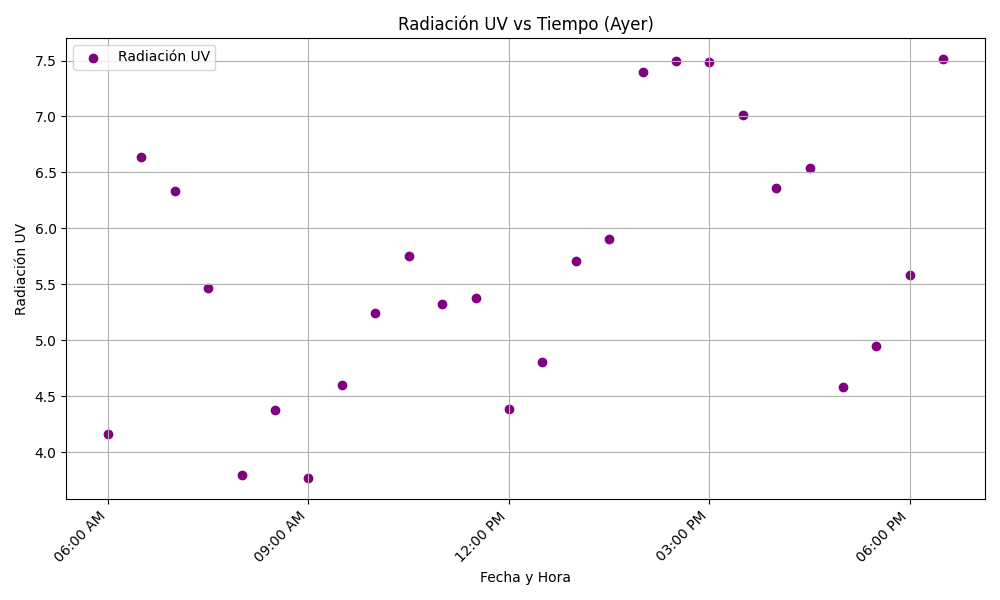 Radiación UV vs Tiempo (Ayer)
Radiación UV
7.5
7.0
6.5
6.0
5.5
5.0
4.5
4.0
Radiación UV
06:00 AM
09:00 AM
12:00 PM
03:00 PM
06:00 PM
Fecha y Hora